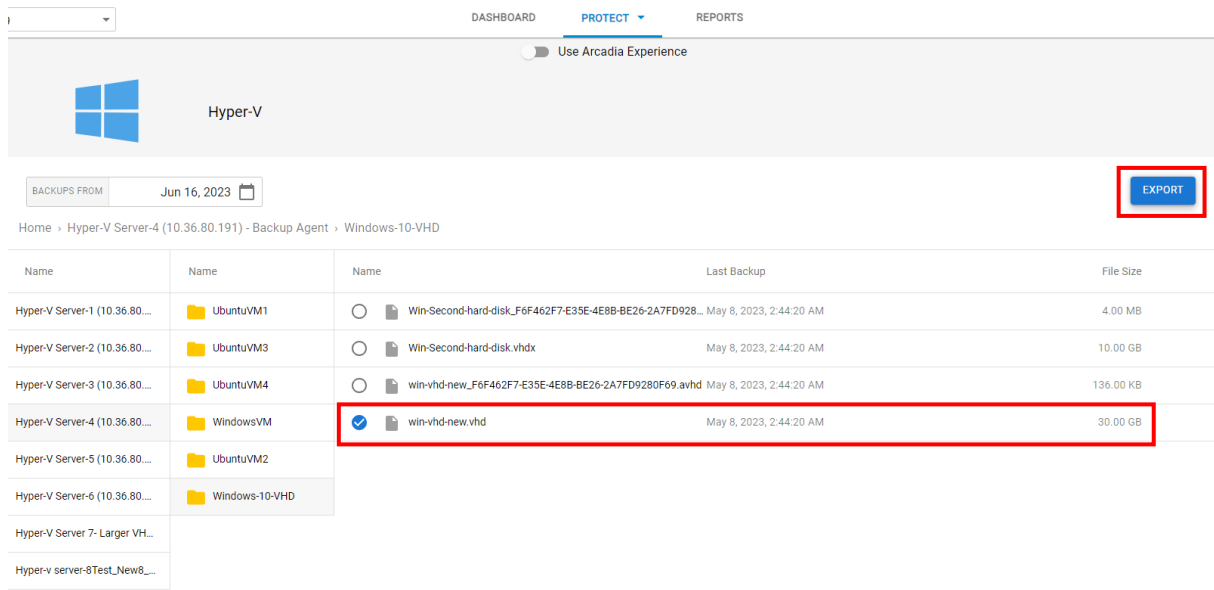 DASHBOARD PROTECT REPORTS
Use Arcadia Experience
Hyper-V
BACKUPS FROM Jun 16, 2023 EXPORT
Home › Hyper-V Server-4 (10.36.80.191) - Backup Agent › Windows-10-VHD
Name Name Name Last Backup File Size
Hyper-V Server-1 (10.36.80.... UbuntuVM1 Win-Second-hard-disk_F6F462F7-E35E-4E8B-BE26-2A7FD928... May 8, 2023, 2:44:20 AM 4.00 MB
Hyper-V Server-2 (10.36.80.... UbuntuVM3 Win-Second-hard-disk.vhdx May 8, 2023, 2:44:20 AM 10.00 GB
Hyper-V Server-3 (10.36.80.... UbuntuVM4 win-vhd-new_F6F462F7-E35E-4E8B-BE26-2A7FD9280F69.avhd May 8, 2023, 2:44:20 AM 136.00 KB
Hyper-V Server-4 (10.36.80.... WindowsVM win-vhd-new.vhd May 8, 2023, 2:44:20 AM 30.00 GB
Hyper-V Server-5 (10.36.80.... UbuntuVM2
Hyper-V Server-6 (10.36.80.... Windows-10-VHD
Hyper-V Server 7- Larger VH...
Hyper-v server-8Test_New8_...